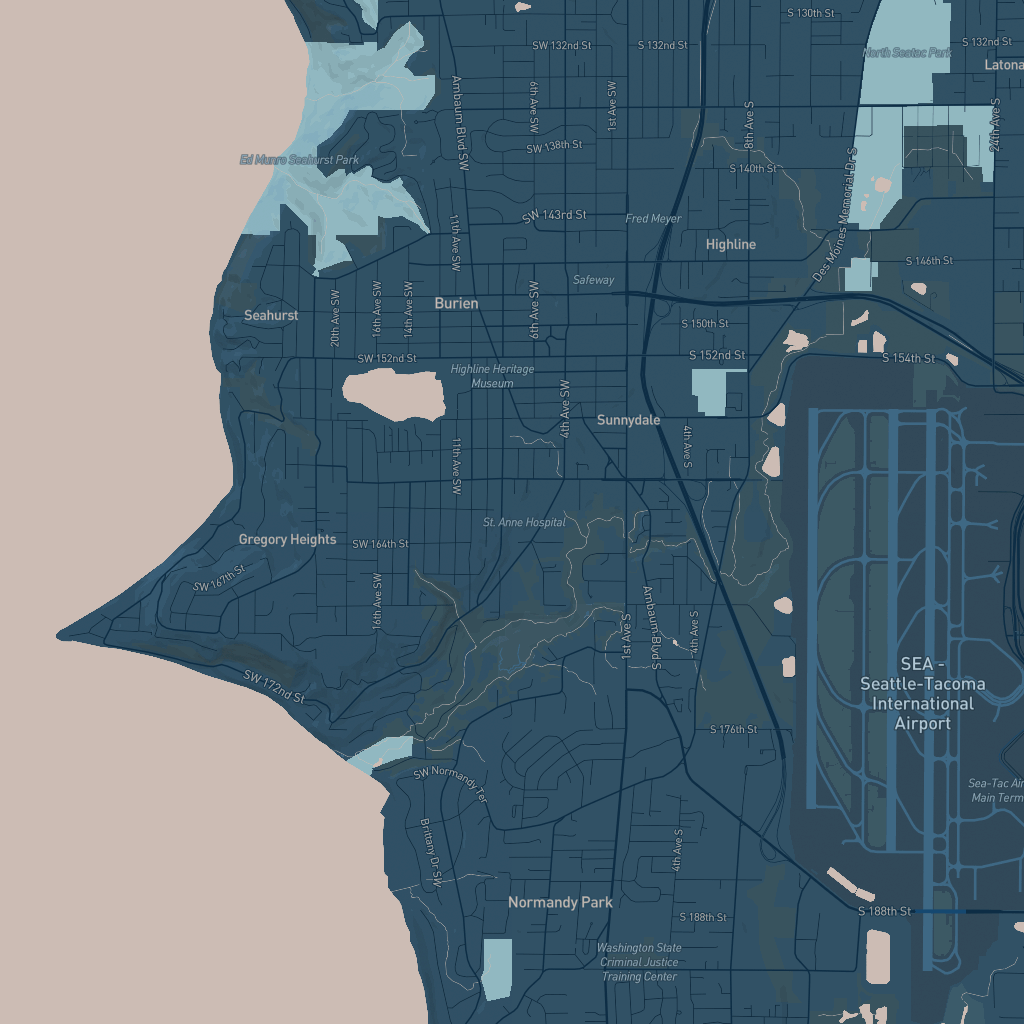 S 130th St
SW 132nd St
S 132nd St
North Seatac Park
S 132nd St
Latona
Ambaum Blvd SW
6th Ave SW
1st Ave SW
8th Ave S
24th Ave S
SW 138th St
Ed Munro Seahurst Park
S 140th St
Des Moines Memorial Dr S
SW 143rd St
Fred Meyer
11th Ave SW
Highline
S 146th St
Safeway
Seahurst
20th Ave SW
16th Ave SW
14th Ave SW
Burien
6th Ave SW
S 150th St
SW 152nd St
S 152nd St
S 154th St
Highline Heritage
Museum
4th Ave SW
Sunnydale
4th Ave S
11th Ave SW
St. Anne Hospital
Gregory Heights
SW 164th St
SW 167th St
16th Ave SW
1st Ave S
Ambaum Blvd S
4th Ave S
SEA -
Seattle-Tacoma
International
Airport
SW 172nd St
S 176th St
SW Normandy Ter
Sea-Tac Air
Main Term
Brittany Dr SW
4th Ave S
Normandy Park
S 188th St
S 188th St
Washington State
Criminal Justice
Training Center